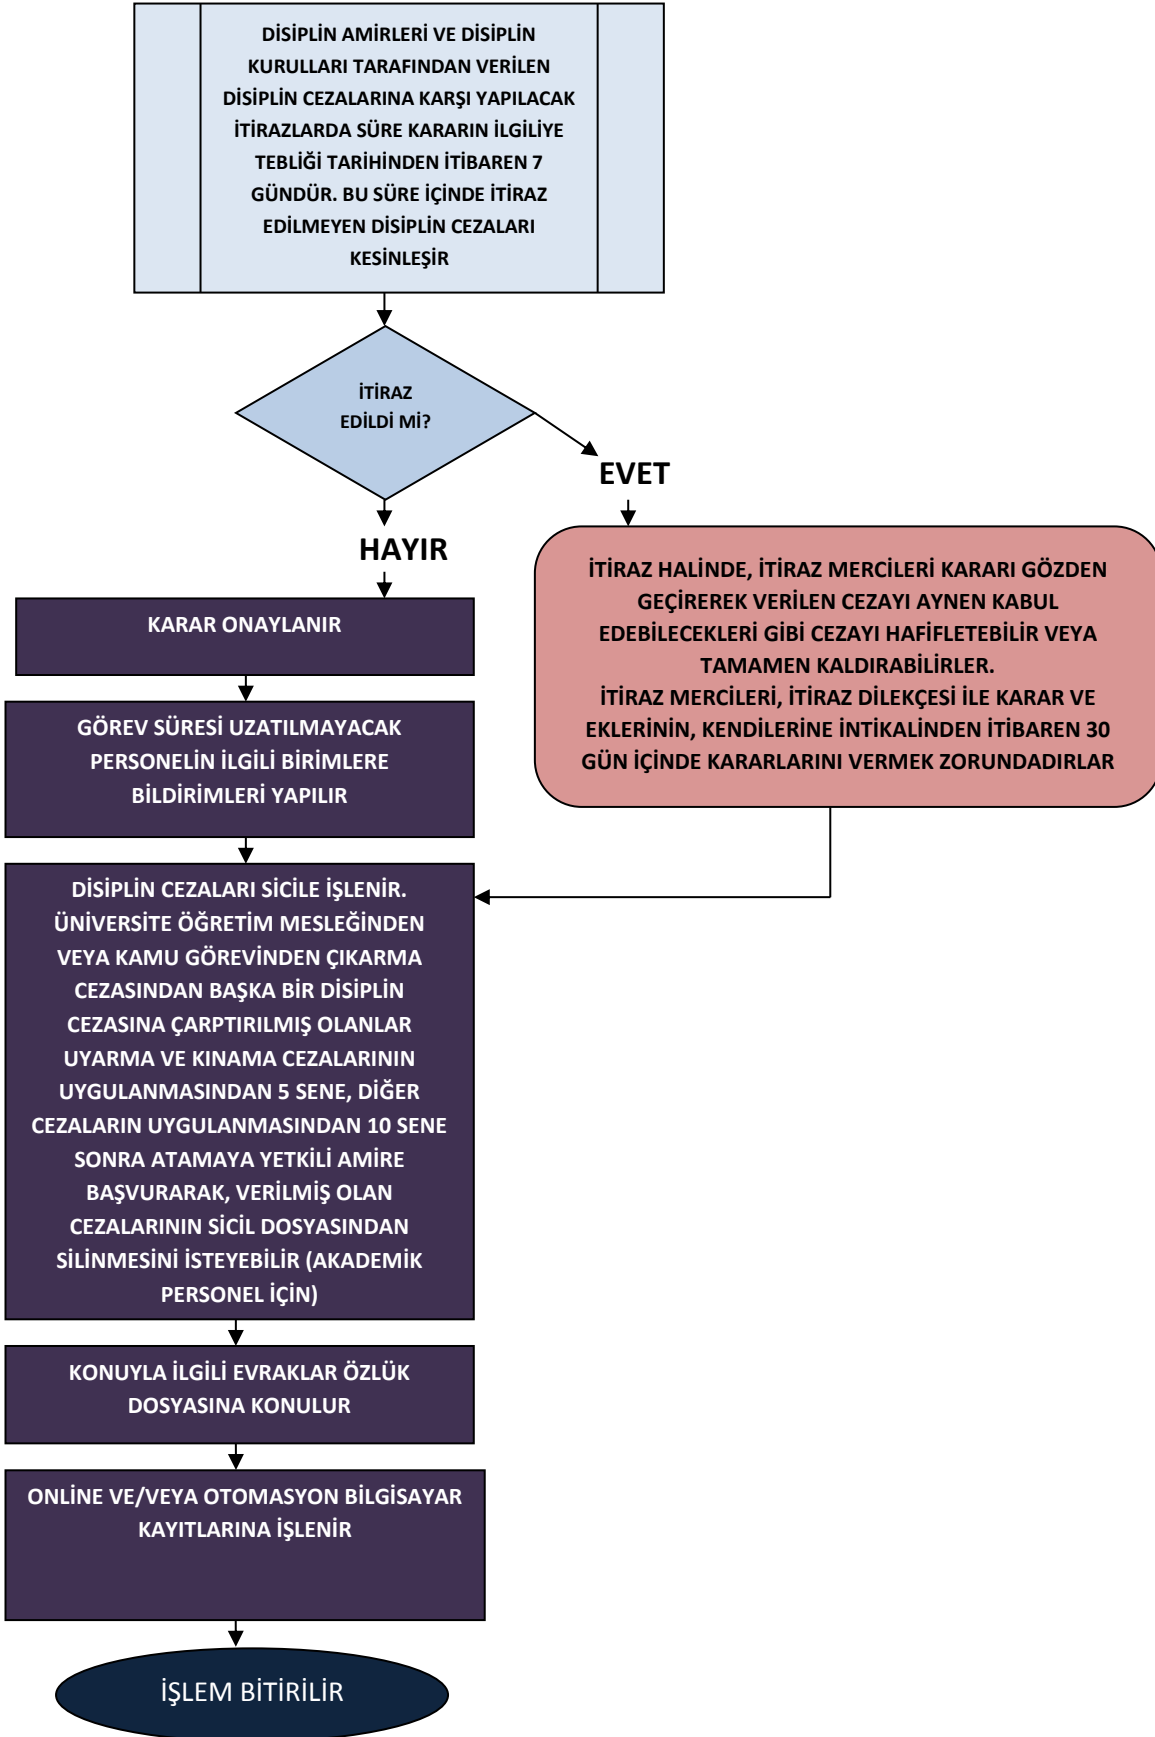 DİSİPLİN AMİRLERİ VE DİSİPLİN
KURULLARI TARAFINDAN VERİLEN
DİSİPLİN CEZALARINA KARŞI YAPILACAK
İTİRAZLARDA SÜRE KARARIN İLGİLİYE
TEBLİĞİ TARİHİNDEN İTİBAREN 7
GÜNDÜR. BU SÜRE İÇİNDE İTİRAZ
EDİLMEYEN DİSİPLİN CEZALARI
KESİNLEŞİR
İTİRAZ
EDİLDİ Mİ?
EVET
HAYIR
İTİRAZ HALİNDE, İTİRAZ MERCİLERİ KARARI GÖZDEN
GEÇİREREK VERİLEN CEZAYI AYNEN KABUL
EDEBİLECEKLERİ GİBİ CEZAYI HAFİFLETEBİLİR VEYA
TAMAMEN KALDIRABİLİRLER.
İTİRAZ MERCİLERİ, İTİRAZ DİLEKÇESİ İLE KARAR VE
EKLERİNİN, KENDİLERİNE İNTİKALİNDEN İTİBAREN 30
GÜN İÇİNDE KARARLARINI VERMEK ZORUNDADIRLAR
KARAR ONAYLANIR
GÖREV SÜRESİ UZATILMAYACAK
PERSONELİN İLGİLİ BİRİMLERE
BİLDİRİMLERİ YAPILIR
DİSİPLİN CEZALARI SİCİLE İŞLENİR.
ÜNİVERSİTE ÖĞRETİM MESLEĞİNDEN
VEYA KAMU GÖREVİNDEN ÇIKARMA
CEZASINDAN BAŞKA BİR DİSİPLİN
CEZASINA ÇARPTIRILMIŞ OLANLAR
UYARMA VE KINAMA CEZALARININ
UYGULANMASINDAN 5 SENE, DİĞER
CEZALARIN UYGULANMASINDAN 10 SENE
SONRA ATAMAYA YETKİLİ AMİRE
BAŞVURARAK, VERİLMİŞ OLAN
CEZALARININ SİCİL DOSYASINDAN
SİLİNMESİNİ İSTEYEBİLİR (AKADEMİK
PERSONEL İÇİN)
KONUYLA İLGİLİ EVRAKLAR ÖZLÜK
DOSYASINA KONULUR
ONLİNE VE/VEYA OTOMASYON BİLGİSAYAR
KAYITLARINA İŞLENİR
İŞLEM BİTİRİLİR